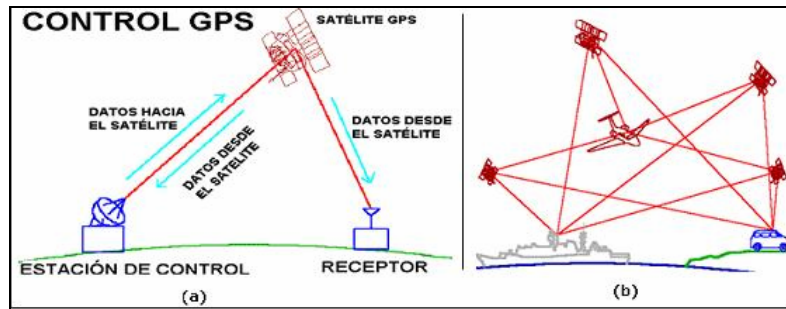 CONTROL GPS
SATÉLITE GPS
DATOS HACIA
EL SATÉLITE
DATOS DESDE
EL SATELITE
DATOS DESDE
EL SATÉLITE
ESTACIÓN DE CONTROL
RECEPTOR
(a)
(b)